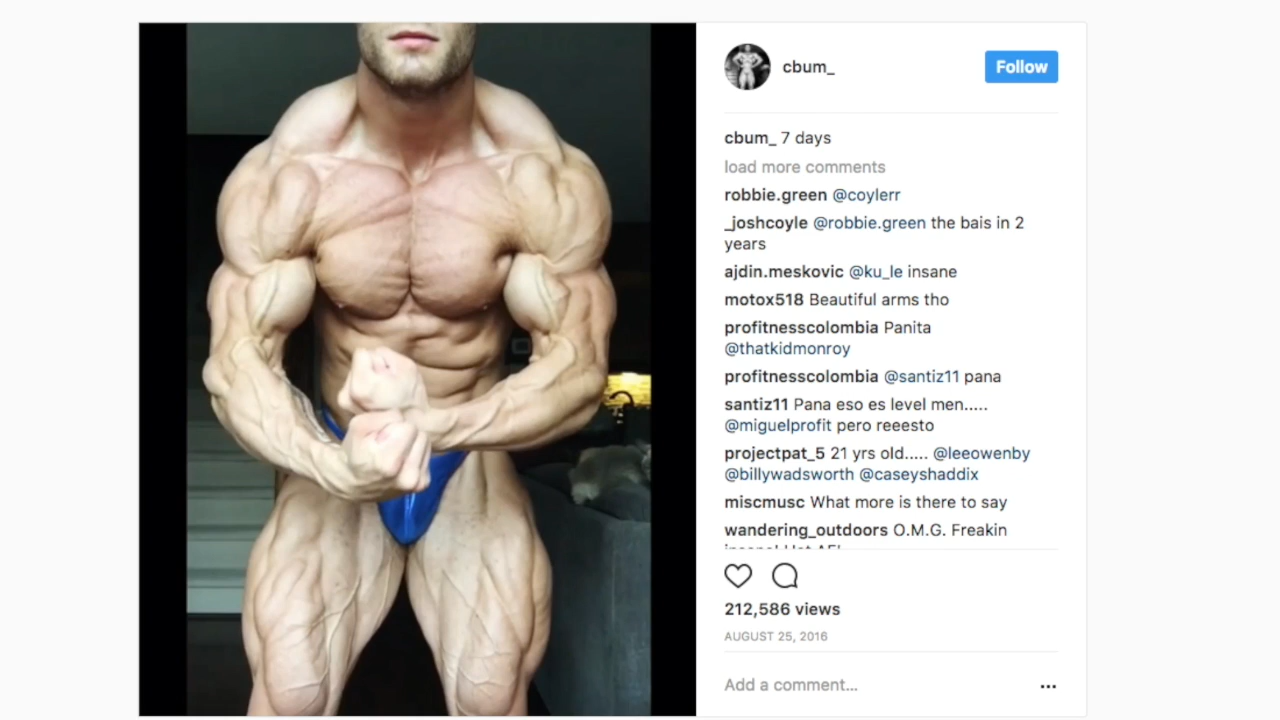 cbum_
Follow
cbum_ 7 days
load more comments
robbie.green @coylerr
_joshcoyle @robbie.green the bais in 2
years
ajdin.meskovic @ku_le insane
motox518 Beautiful arms tho
profitnesscolombia Panita
@thatkidmonroy
profitnesscolombia @santiz11 pana
santiz11 Pana eso es level men.....
@miguelprofit pero reeesto
projectpat_5 21 yrs old..... @leeowenby
@billywadsworth @caseyshaddix
miscmusc What more is there to say
wandering_outdoors O.M.G. Freakin
212,586 views
AUGUST 25, 2016
Add a comment...